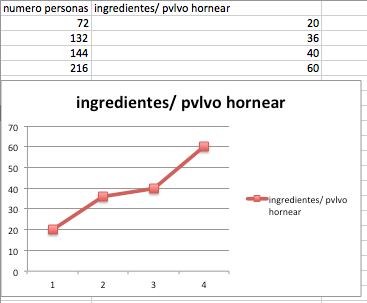 numero personas ingredientes/ pvlvo hornear
72 20
132 36
144 40
216 60
ingredientes/ pvlvo hornear
70
60
50
40
30
20
10
0
1 2 3 4
ingredientes/ pvlvo
hornear